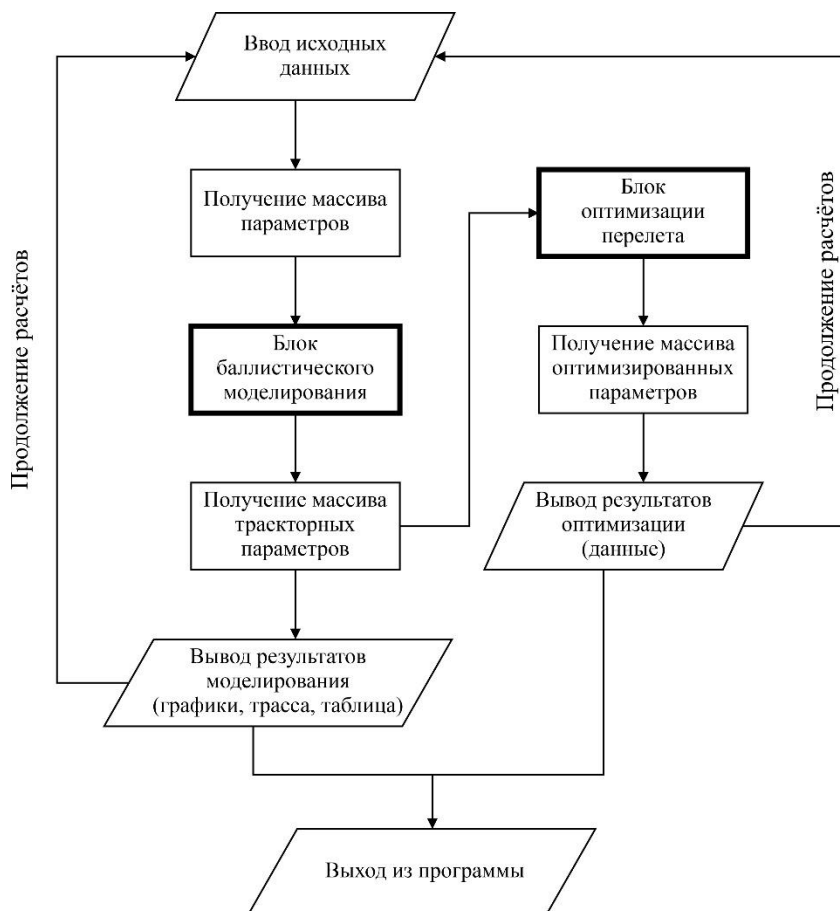 Ввод исходных
данных
Получение массива
параметров
Блок
баллистического
моделирования
Получение массива
траскторных
параметров
Вывод результатов
моделирования
(графики, трасса, таблица)
Блок
оптимизации
перелета
Получение массива
оптимизированных
параметров
Вывод результатов
оптимизации
(данные)
Продолжение расчётов
Продолжение расчётов
Выход из программы